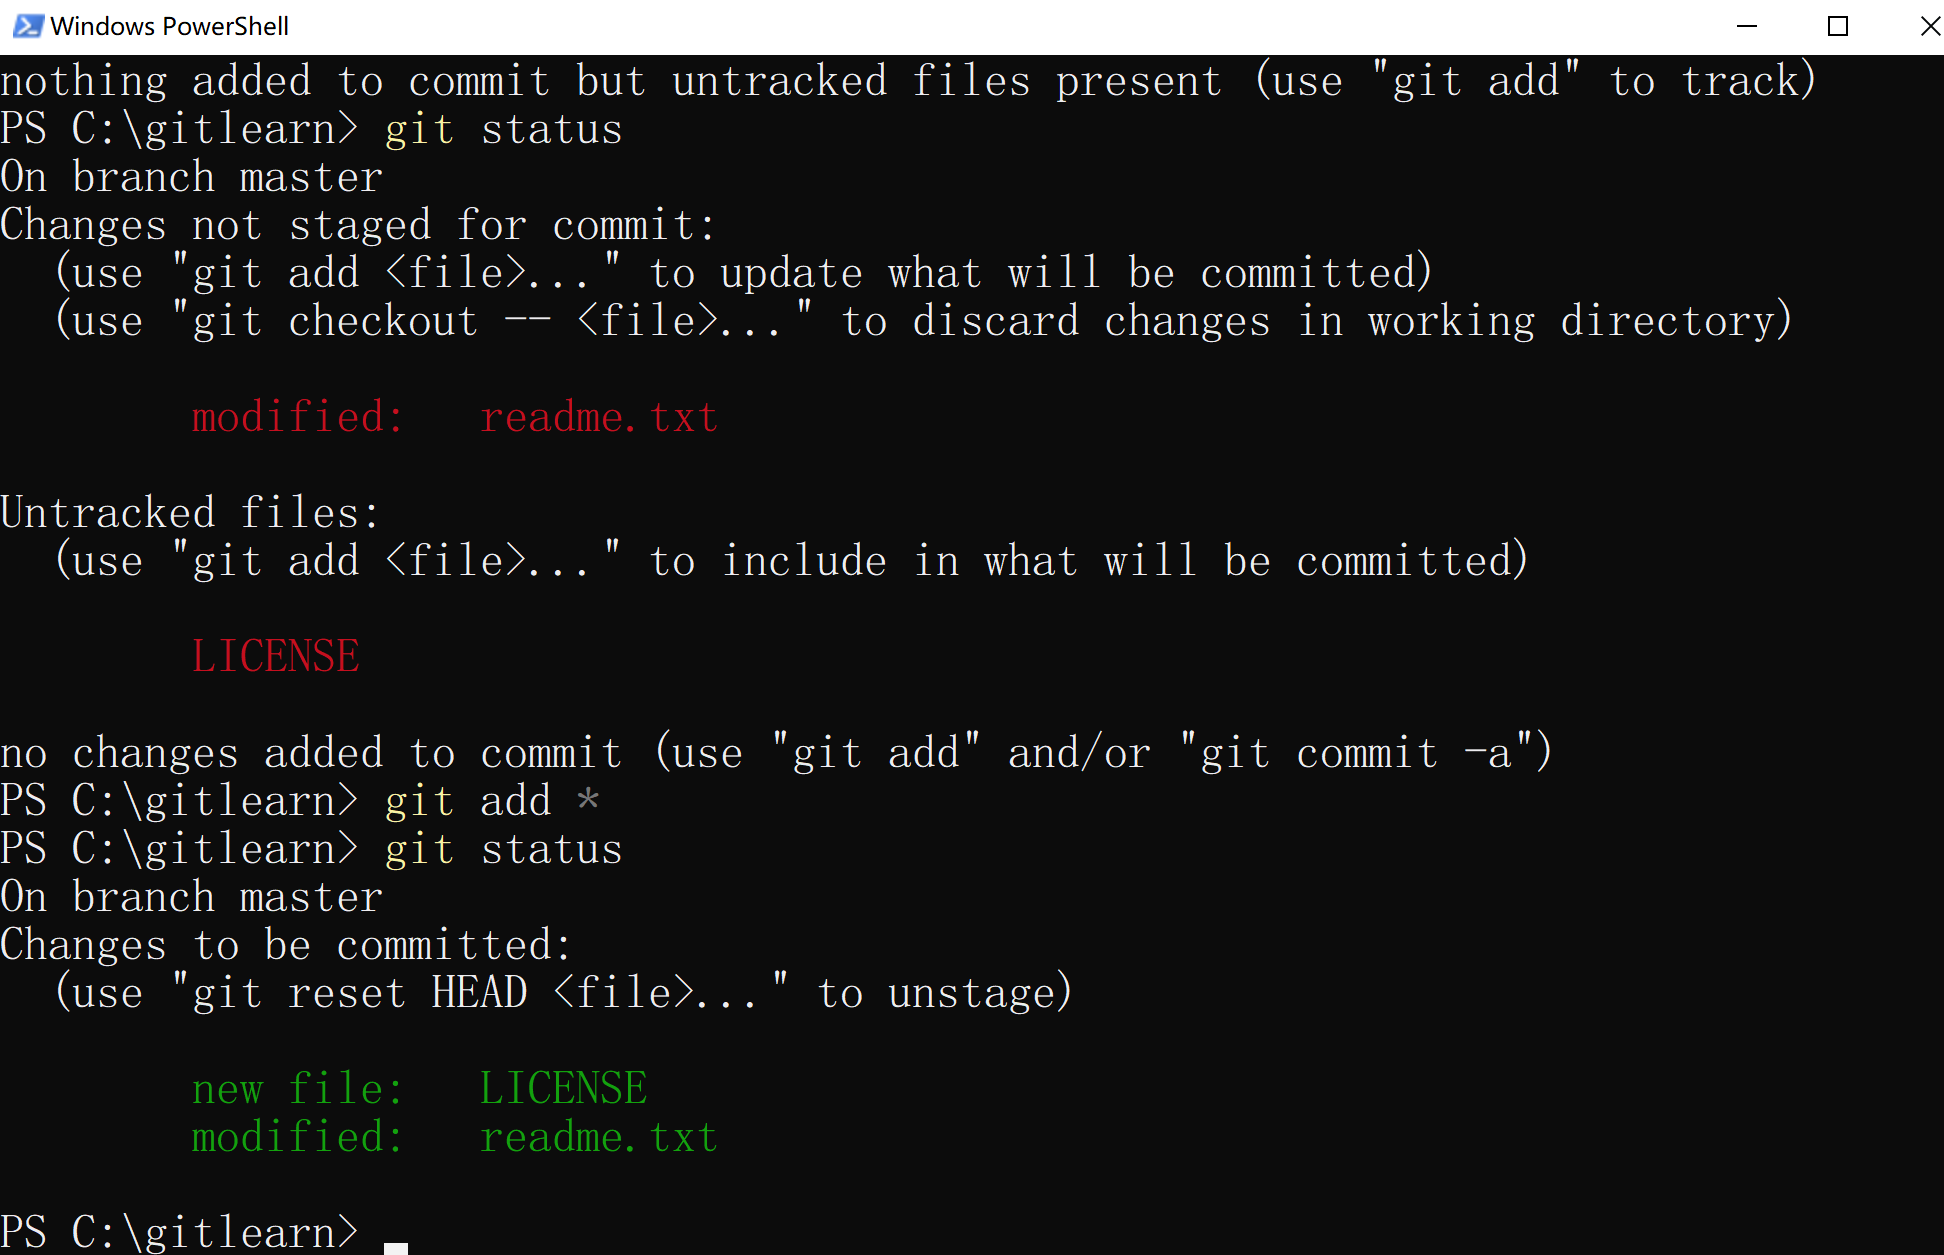 Windows PowerShell
nothing added to commit but untracked files present (use "git add" to track)
PS C:\gitlearn> git status
On branch master
Changes not staged for commit:
  (use "git add <file>..." to update what will be committed)
  (use "git checkout -- <file>..." to discard changes in working directory)
        modified:   readme.txt
Untracked files:
  (use "git add <file>..." to include in what will be committed)
        LICENSE
no changes added to commit (use "git add" and/or "git commit -a")
PS C:\gitlearn> git add *
PS C:\gitlearn> git status
On branch master
Changes to be committed:
  (use "git reset HEAD <file>..." to unstage)
        new file:   LICENSE
        modified:   readme.txt
PS C:\gitlearn>